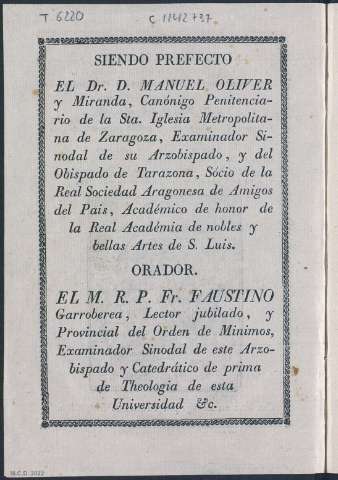 T. 6220
C 1142737
SIENDO PREFECTO
EL Dr. D. MANUEL OLIVER
y Miranda, Canónigo Penitencia-
rio de la Sta. Iglesia Metropolita-
na de Zaragoza, Examinador Si-
nodal de su Arzobispado, y del
Obispado de Tarazona, Sócio de la
Real Sociedad Aragonesa de Amigos
del Pais, Académico de honor de
la Real Académia de nobles y
bellas Artes de S. Luis.
ORADOR.
EL M. R. P. Fr. FAUSTINO
Garroberea, Lector jubilado, y
Provincial del Orden de Minimos,
Examinador Sinodal de este Arzo-
bispado y Catedrático de prima
de Theologia de esta
Universidad &c.
M.C.D. 2022